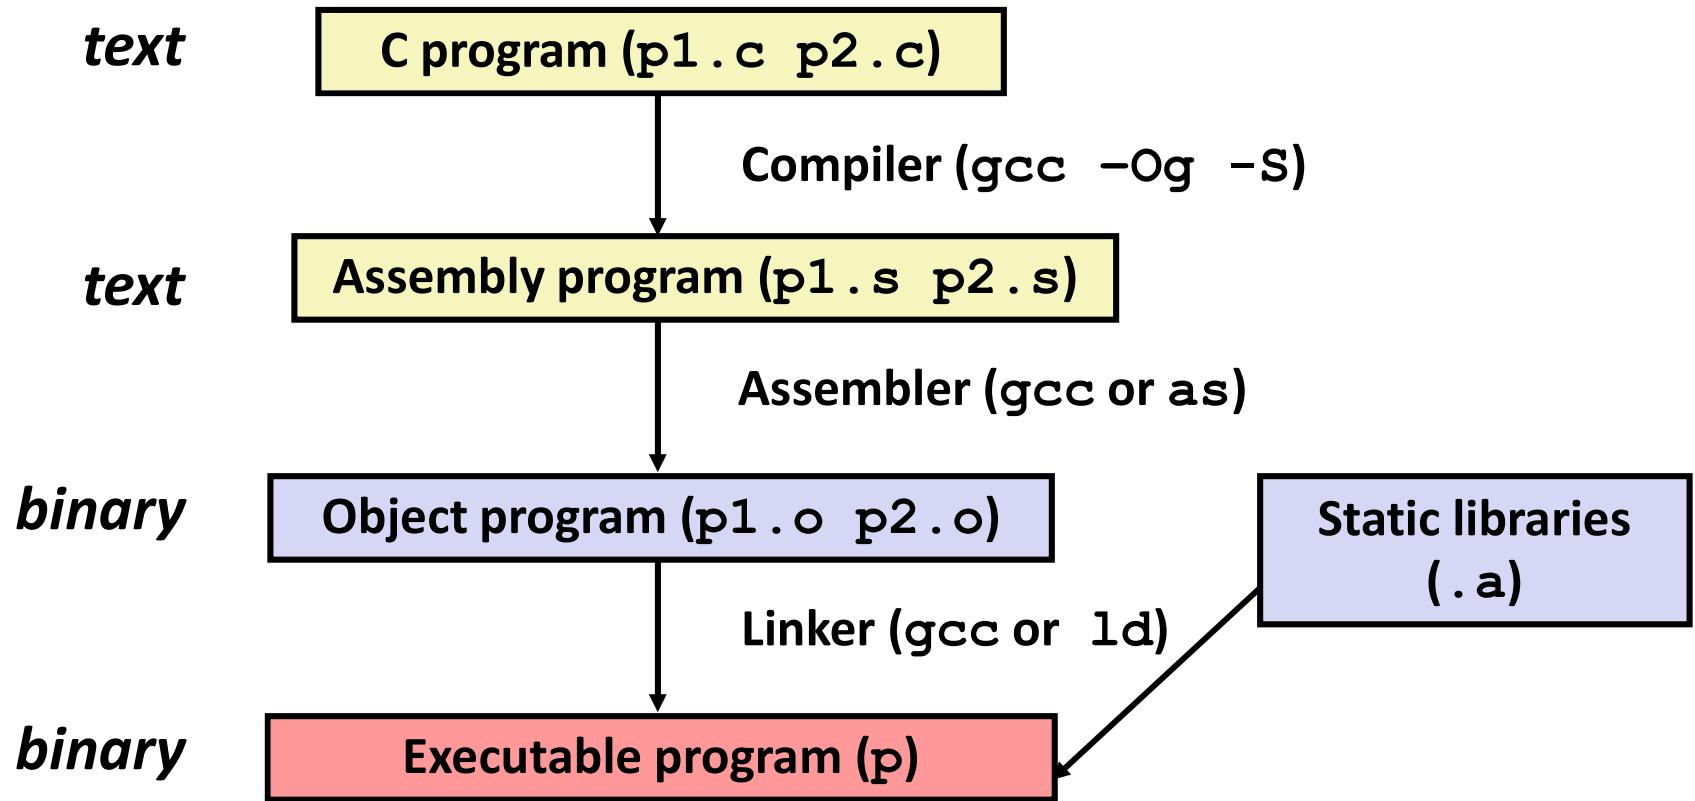 text
C program (p1.c p2.c)
Compiler (gcc –Og -S)
text
Assembly program (p1.s p2.s)
Assembler (gcc or as)
binary
Object program (p1.o p2.o)
Static libraries
(.a)
Linker (gcc or ld)
binary
Executable program (p)